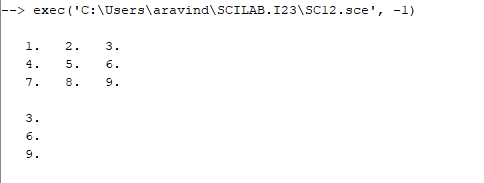 --> exec('C:\Users\aravind\SCILAB.I23\SC12.sce', -1)
1. 2. 3.
4. 5. 6.
7. 8. 9.
3.
6.
9.